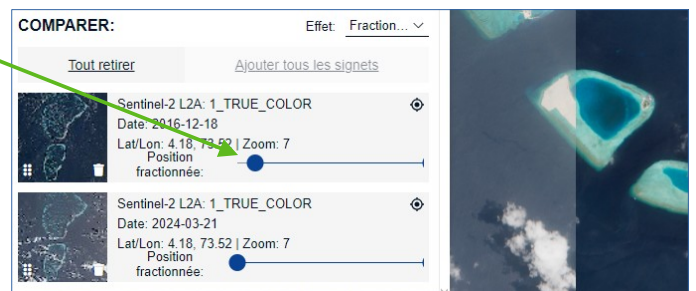 COMPARER:
Effet: Fraction...
Tout retirer
Ajouter tous les signets
Sentinel-2 L2A: 1_TRUE_COLOR
Date: 2016-12-18
Lat/Lon: 4.18, 73.52 | Zoom: 7
Position
fractionnée:
Sentinel-2 L2A: 1_TRUE_COLOR
Date: 2024-03-21
Lat/Lon: 4.18, 73.52 | Zoom: 7
Position
fractionnée: